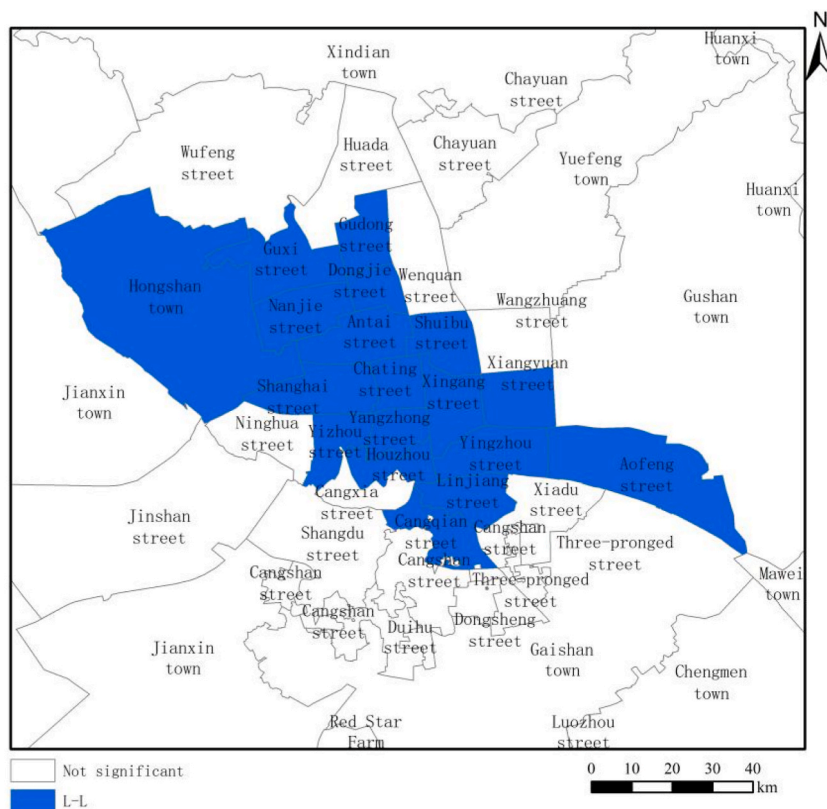 N
Huanxi
town
Xindian
town
Chayuan
street
Wufeng
street
Huada
street
Chayuan
street
Yuefeng
town
Huanxi
town
Gudong
street
Guxi
street
Dongjie
street
Wenquan
street
Hongshan
town
Nanjie
street
Antai
street
Shuibu
street
Wangzhuang
street
Gushan
town
Chating
street
Xingang
street
Xiangyuan
street
Jianxin
town
Shanghai
street
Ninghua
street
Yizhou
street
Yangzhong
street
Houzhou
street
Yingzhou
street
Aofeng
street
Linjiang
street
Xiadu
street
Cangxia
street
Jinshan
street
Shangdu
street
Cangqian
street
Cangshan
street
Three-pronged
street
Cangshan
street
Cangshan
street
Three-pronged
street
Mawei
town
Cangshan
street
Duihu
street
Dongsheng
street
Jianxin
town
Gaishan
town
Chengmen
town
Red Star
Farm
Luozhou
street
Not significant
L-L
0 10 20 30 40
km